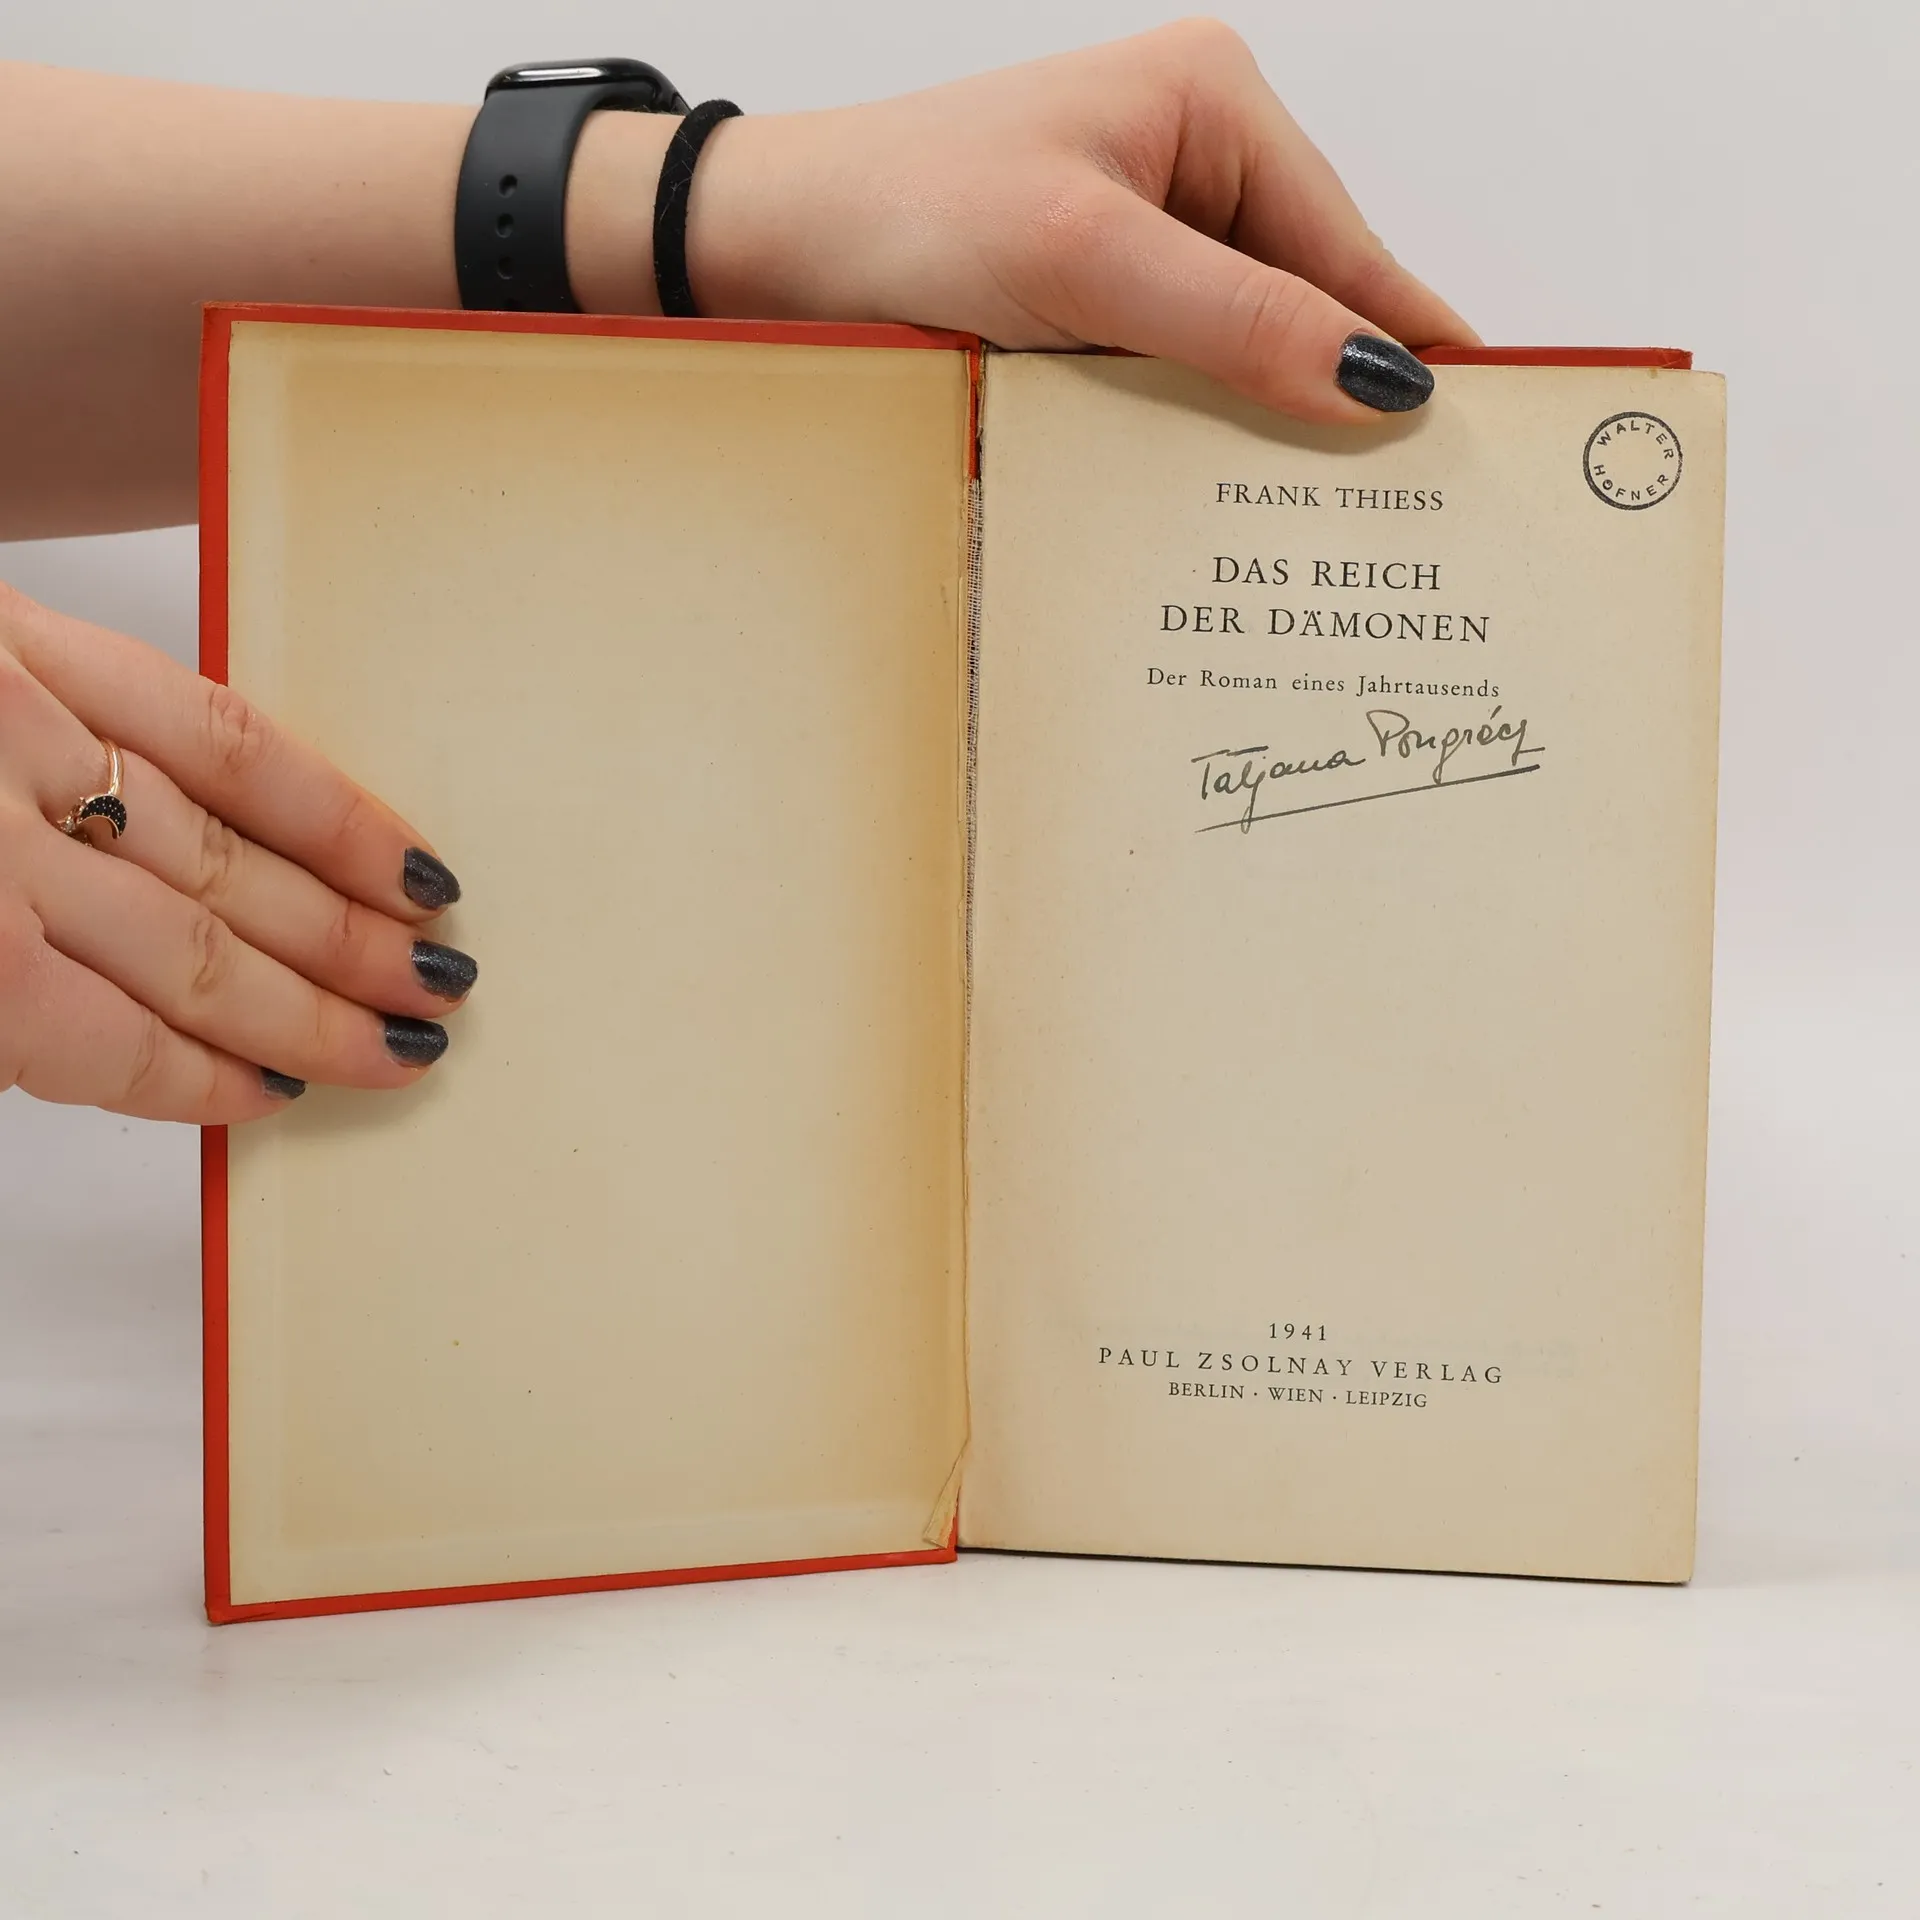 WALTER HÖFNER
FRANK THIESS
DAS REICH
DER DÄMONEN
Der Roman eines Jahrtausends
Tatjana Pongrácz
1941
PAUL ZSOLNAY VERLAG
BERLIN · WIEN · LEIPZIG